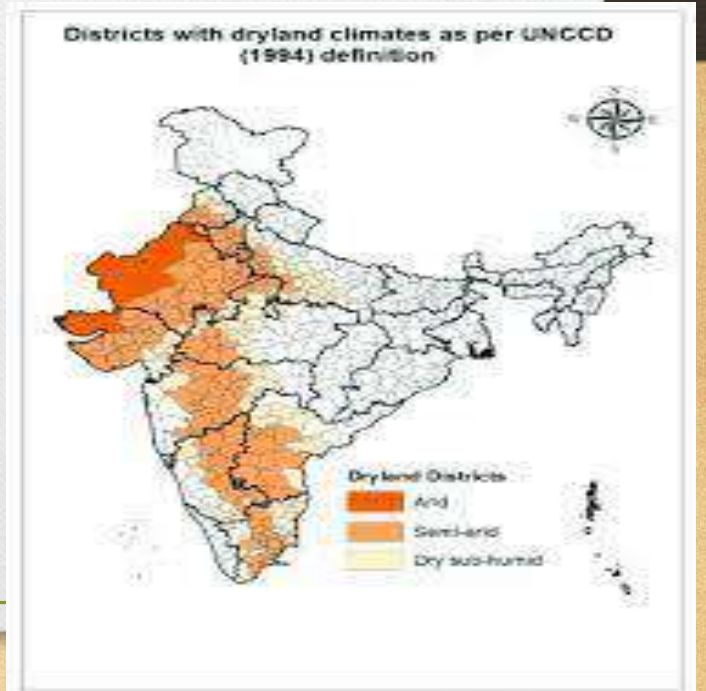 Districts with dryland climates as per UNCCD
(1994) definition
Dryland Districts
Arid
Semi-arid
Dry sub-humid